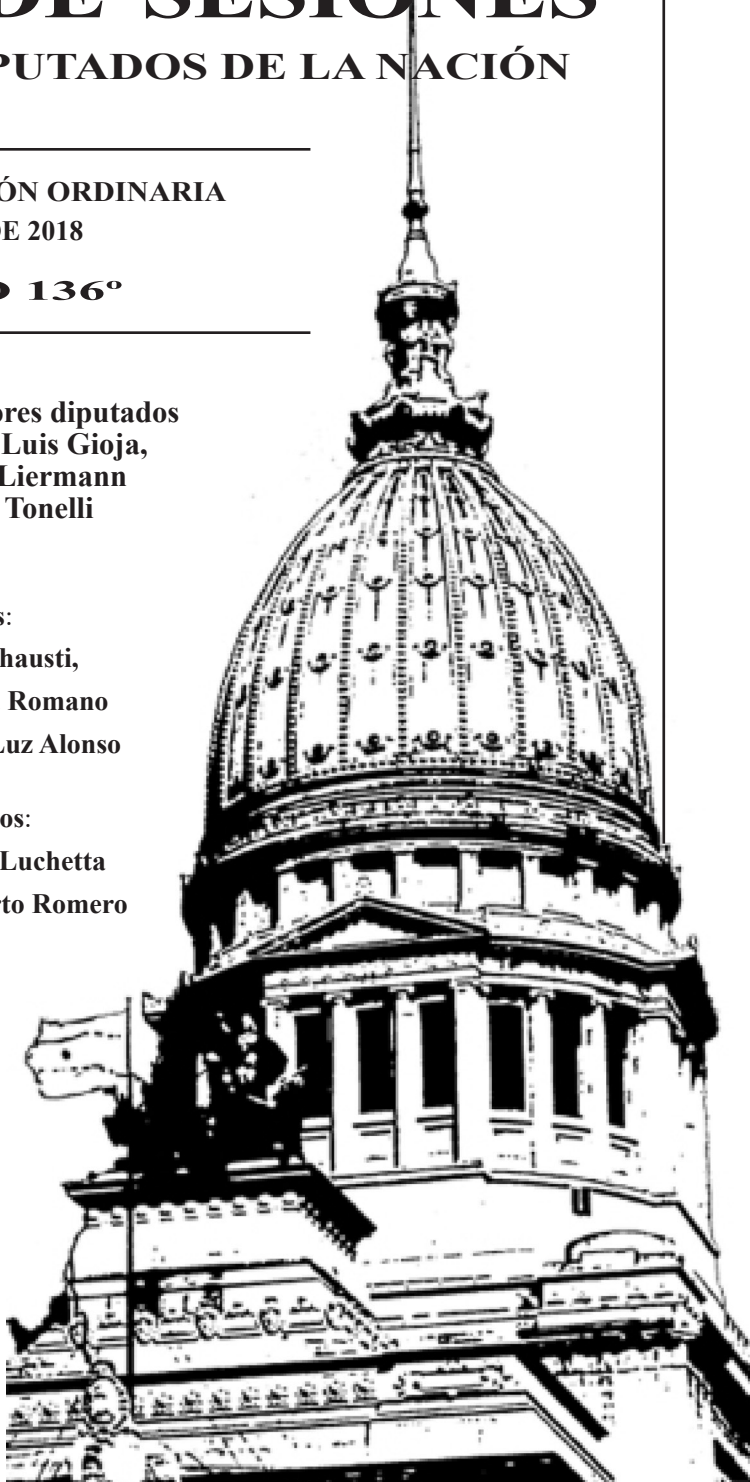 DE SESIONES
PUTADOS DE LA NACIÓN
ÓN ORDINARIA
DE 2018
O 136º
ores diputados
Luis Gioja,
Liermann
Tonelli
s:
hausti,
Romano
Luz Alonso
os:
Luchetta
rto Romero